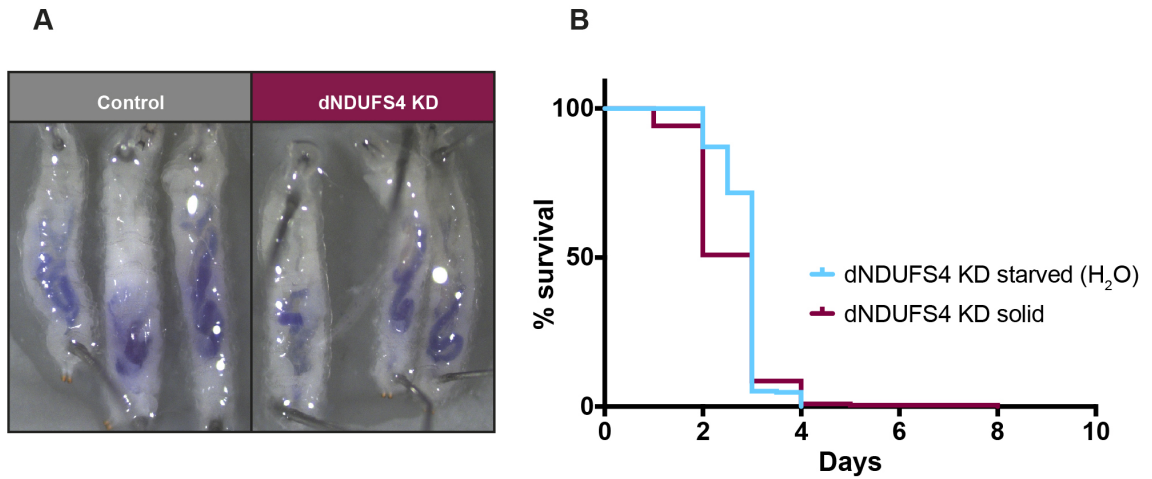 A
B
Control
dNDUFS4 KD
100
50
0
% survival
dNDUFS4 KD starved (H₂O)
dNDUFS4 KD solid
0
2
4
6
8
10
Days